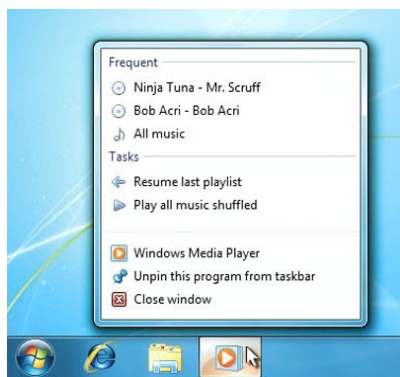 Frequent
Ninja Tuna - Mr. Scruff
Bob Acri - Bob Acri
All music
Tasks
Resume last playlist
Play all music shuffled
Windows Media Player
Unpin this program from taskbar
Close window